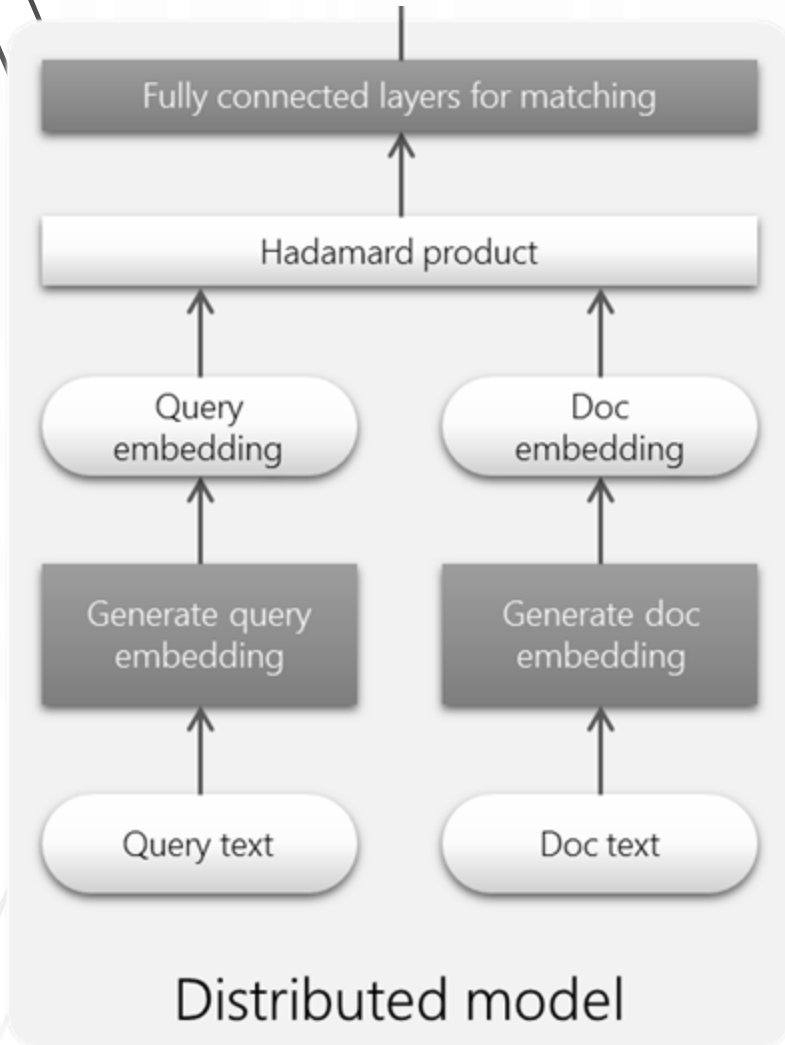 Fully connected layers for matching
Hadamard product
Query
embedding
Doc
embedding
Generate query
embedding
Generate doc
embedding
Query text
Doc text
Distributed model